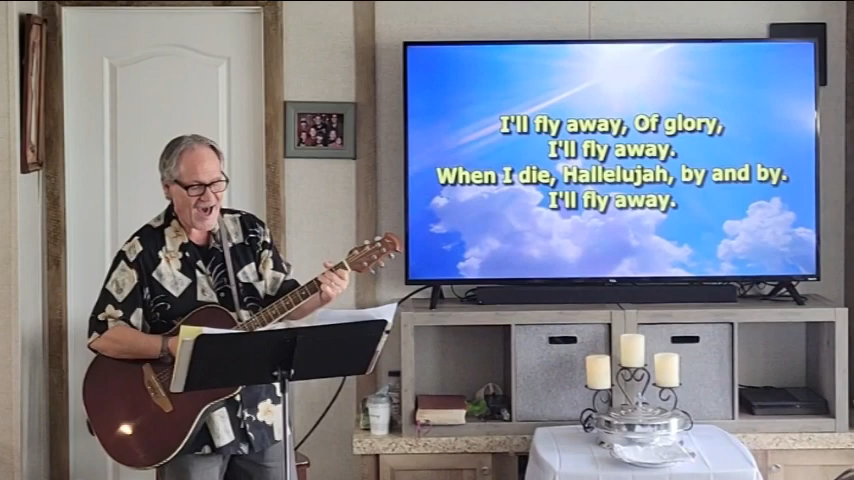 I'll fly away, Of glory,
I'll fly away.
When I die, Hallelujah, by and by.
I'll fly away.